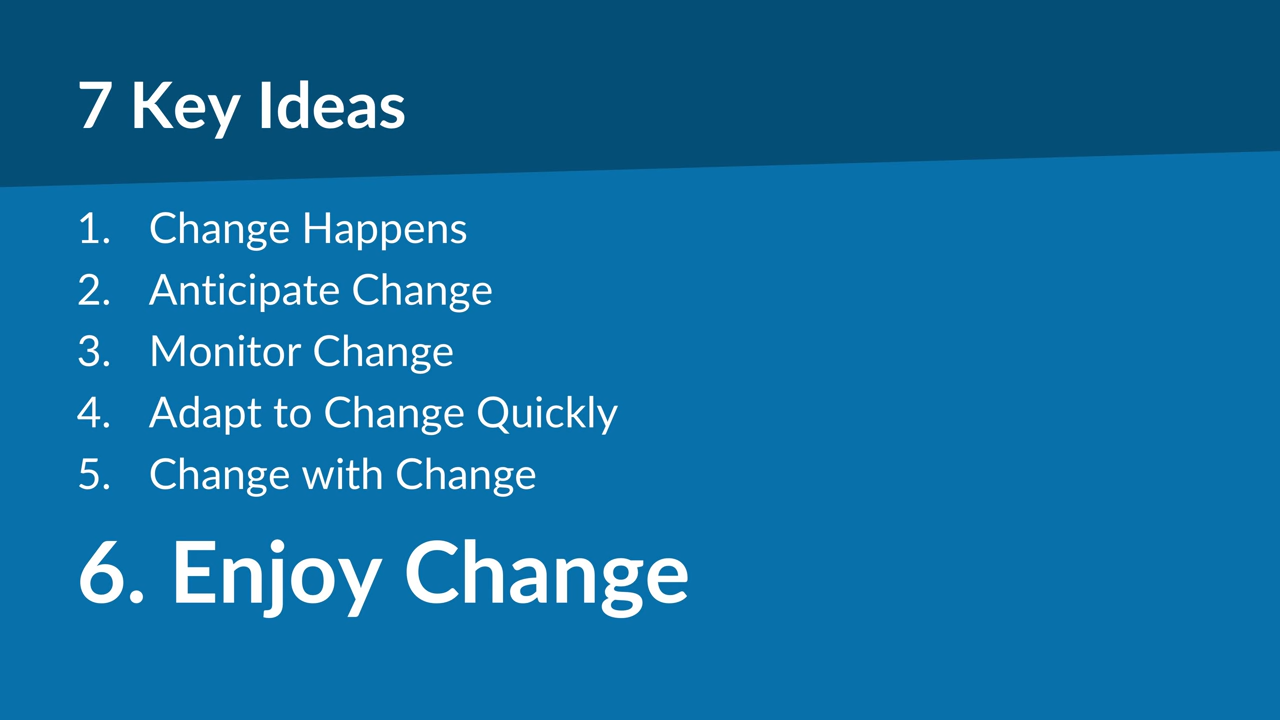 7 Key Ideas
1. Change Happens
2. Anticipate Change
3. Monitor Change
4. Adapt to Change Quickly
5. Change with Change
6. Enjoy Change